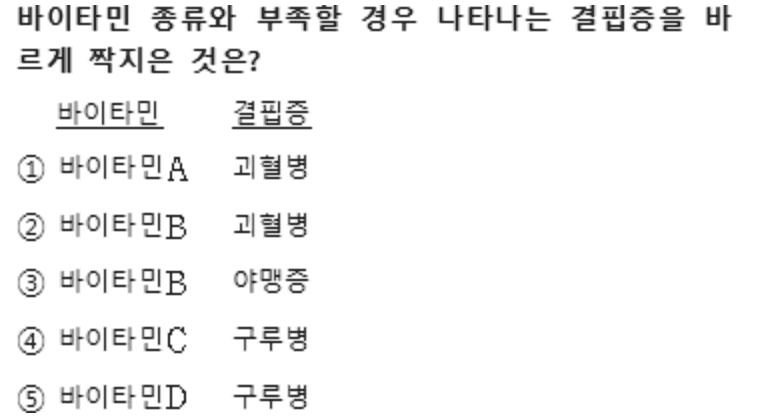 바이타민 종류와 부족할 경우 나타나는 결핍증을 바
르게 짝지은 것은?
바이타민 결핍증
① 바이타민A 괴혈병
② 바이타민B 괴혈병
③ 바이타민B 야맹증
④ 바이타민C 구루병
⑤ 바이타민D 구루병